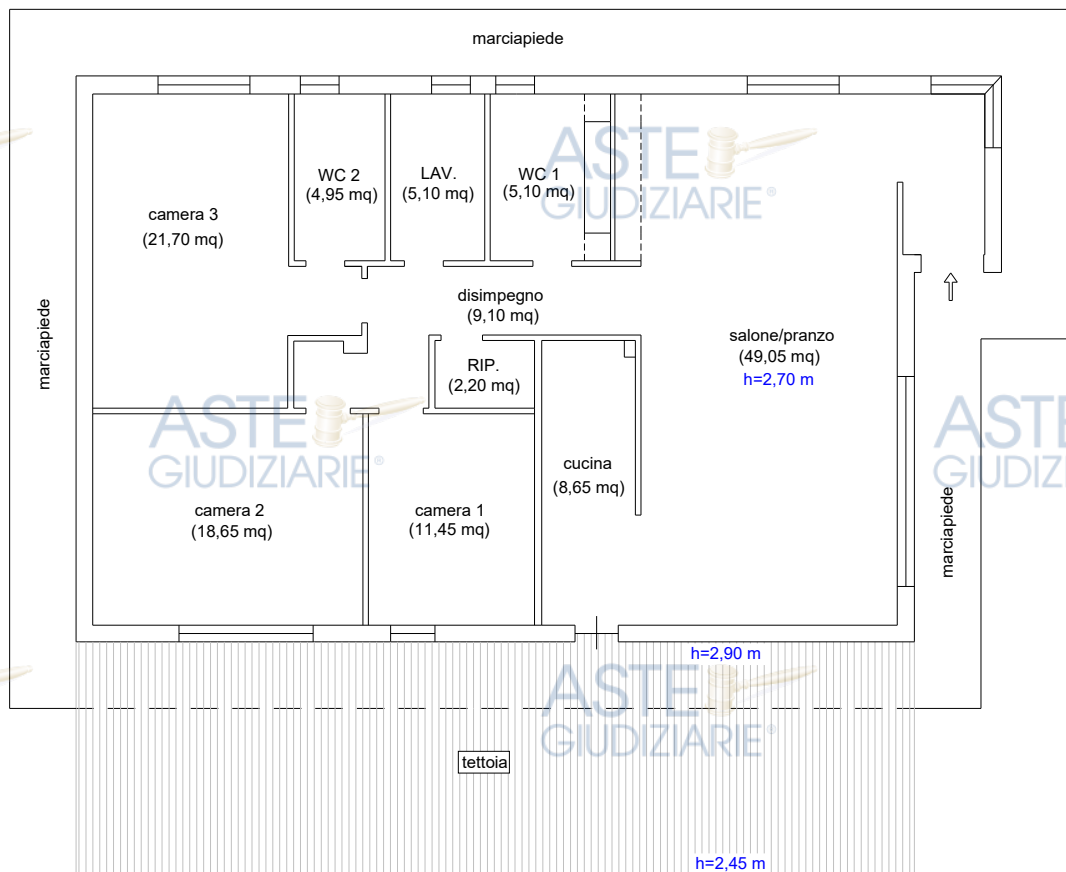 marciapiede
ASTE
GIUDIZIARIE®
WC 2
(4,95 mq)
LAV.
(5,10 mq)
WC 1
(5,10 mq)
camera 3
(21,70 mq)
marciapiede
disimpegno
(9,10 mq)
salone/pranzo
(49,05 mq)
h=2,70 m
RIP.
(2,20 mq)
ASTE
GIUDIZIARIE®
ASTE
GIUDIZI
cucina
(8,65 mq)
camera 2
(18,65 mq)
camera 1
(11,45 mq)
marciapiede
h=2,90 m
ASTE
GIUDIZIARIE®
tettoia
h=2,45 m